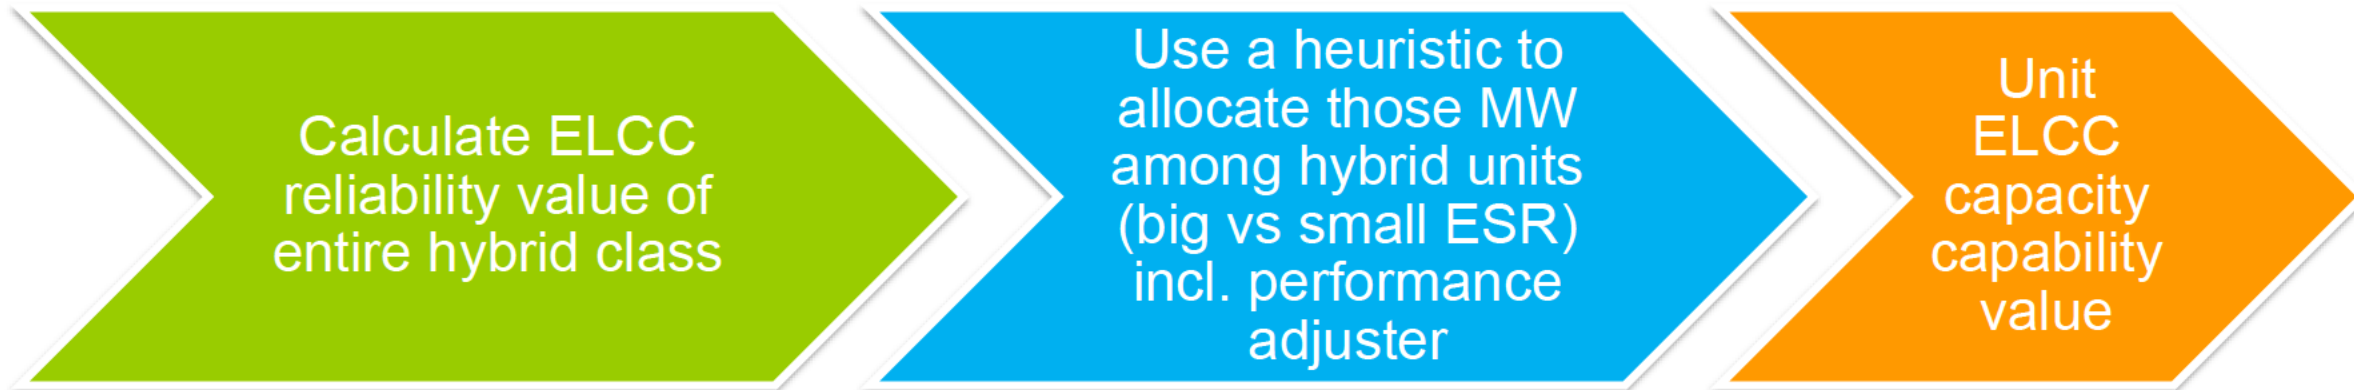 Calculate ELCC
reliability value of
entire hybrid class
Use a heuristic to
allocate those MW
among hybrid units
(big vs small ESR)
incl. performance
adjuster
Unit
ELCC
capacity
capability
value